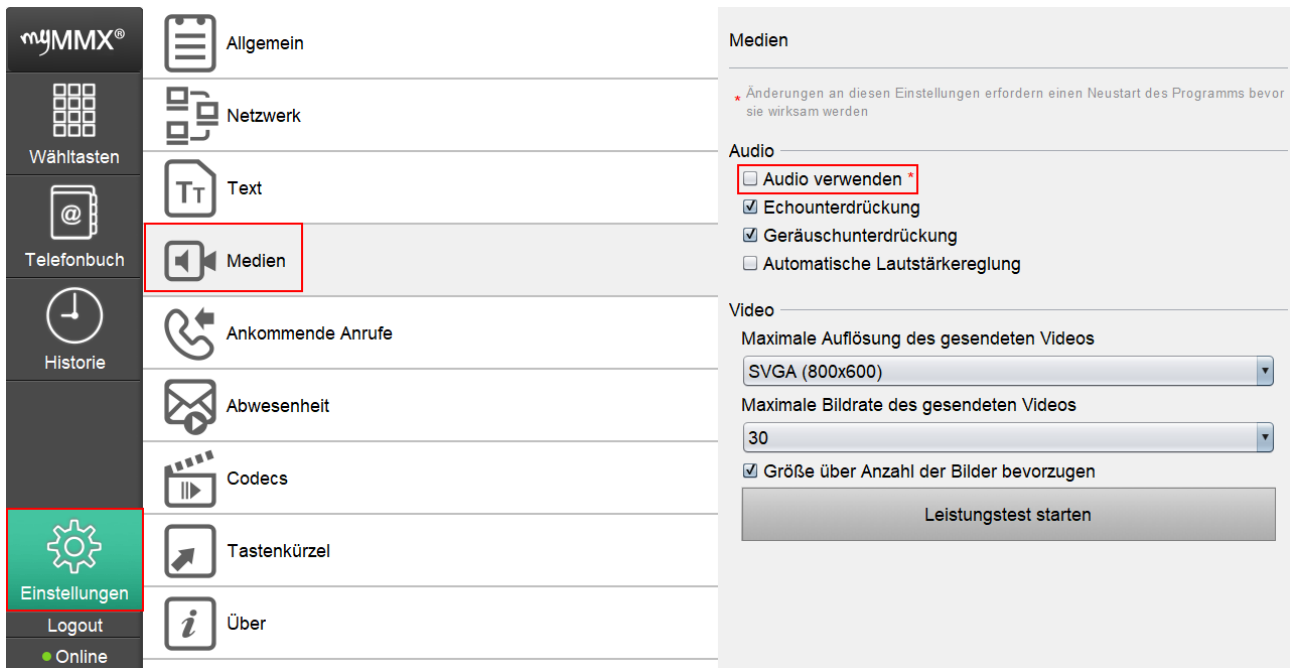 myMMX®
Wähltasten
@
Telefonbuch
Historie
Einstellungen
Logout
Online
Allgemein
Netzwerk
TT Text
Medien
Ankommende Anrufe
Abwesenheit
Codecs
Tastenkürzel
i Über
Medien
* Änderungen an diesen Einstellungen erfordern einen Neustart des Programms bevor
sie wirksam werden
Audio
Audio verwenden *
Echounterdrückung
Geräuschunterdrückung
Automatische Lautstärkereglung
Video
Maximale Auflösung des gesendeten Videos
SVGA (800x600)
Maximale Bildrate des gesendeten Videos
30
Größe über Anzahl der Bilder bevorzugen
Leistungstest starten